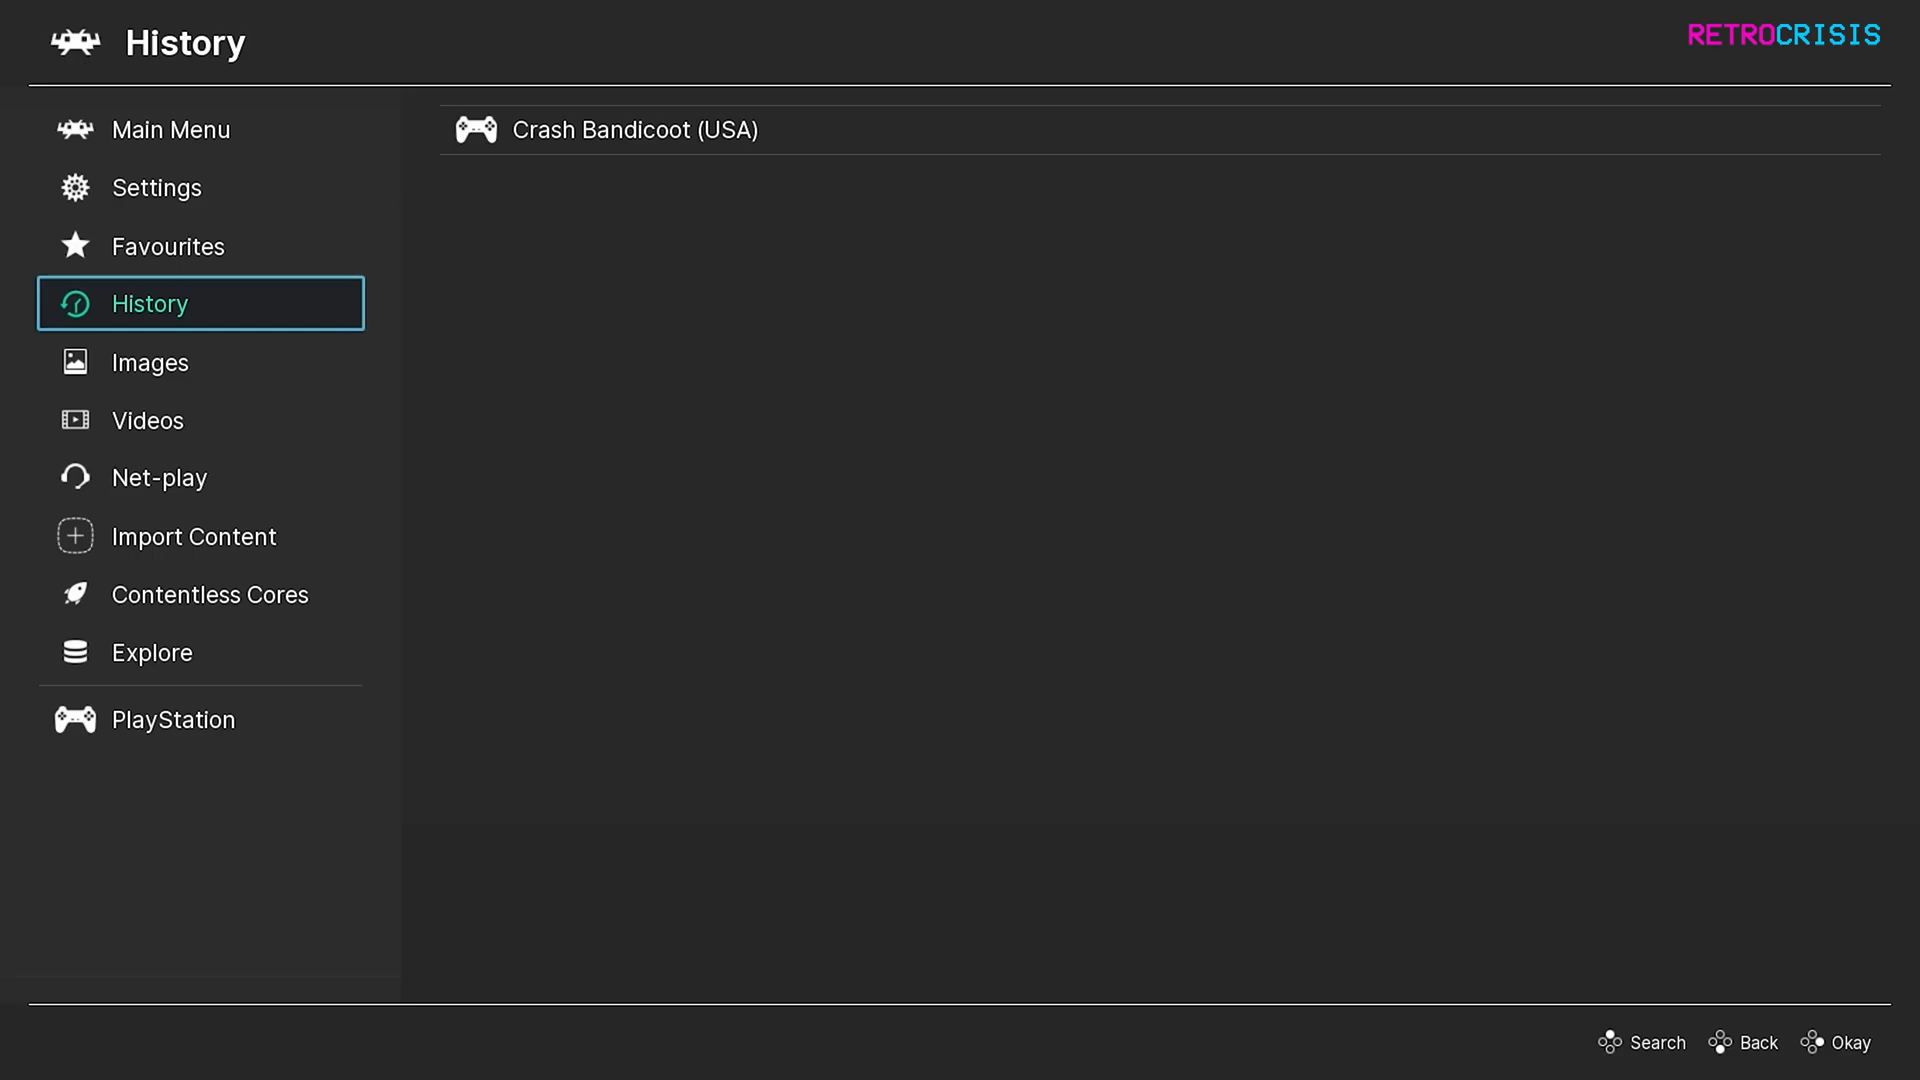 History
RETROCRISIS
Main Menu
Settings
Favourites
History
Images
Videos
Net-play
Import Content
Contentless Cores
Explore
PlayStation
Crash Bandicoot (USA)
Search
Back
Okay